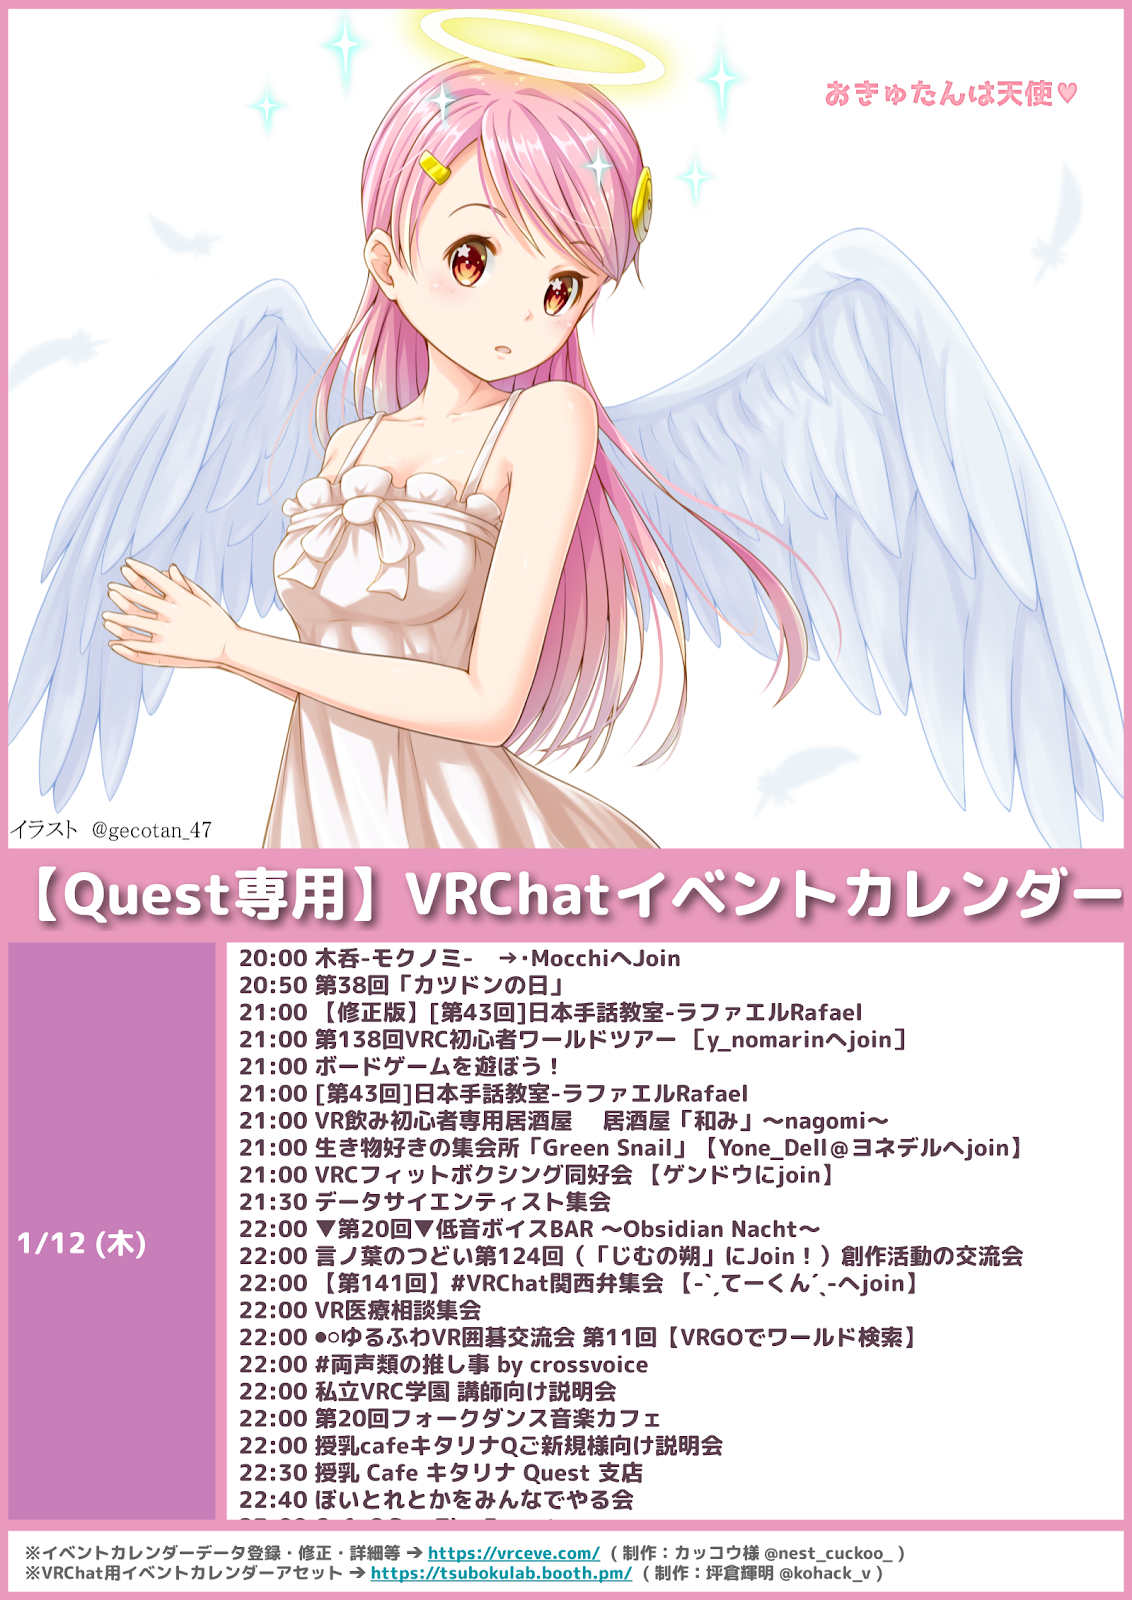 おきゅたんは天使♥
イラスト @gecotan_47
【Quest専用】VRChatイベントカレンダー
1/12 (木)
20:00 木呑-モクノミ- →･MocchiへJoin
20:50 第38回「カツドンの日」
21:00 【修正版】[第43回]日本手話教室-ラファエルRafael
21:00 第138回VRC初心者ワールドツアー ［y_nomarinへjoin］
21:00 ボードゲームを遊ぼう！
21:00 [第43回]日本手話教室-ラファエルRafael
21:00 VR飲み初心者専用居酒屋 居酒屋「和み」～nagomi～
21:00 生き物好きの集会所「Green Snail」【Yone_Dell@ヨネデルへjoin】
21:00 VRCフィットボクシング同好会 【ゲンドウにjoin】
21:30 データサイエンティスト集会
22:00 ▼第20回▼低音ボイスBAR ～Obsidian Nacht～
22:00 言ノ葉のつどい第124回（「じむの朔」にJoin！）創作活動の交流会
22:00 【第141回】#VRChat関西弁集会 【-ˋˏてーくんˊˎ-へjoin】
22:00 VR医療相談集会
22:00 ●○ゆるふわVR囲碁交流会 第11回【VRGOでワールド検索】
22:00 #両声類の推し事 by crossvoice
22:00 私立VRC学園 講師向け説明会
22:00 第20回フォークダンス音楽カフェ
22:00 授乳cafeキタリナQご新規様向け説明会
22:30 授乳 Cafe キタリナ Quest 支店
22:40 ぽいとれとかをみんなでやる会
※イベントカレンダーデータ登録・修正・詳細等 ➔ https://vrceve.com/ ( 制作：カッコウ様 @nest_cuckoo_ )
※VRChat用イベントカレンダーアセット ➔ https://tsubokulab.booth.pm/ ( 制作：坪倉輝明 @kohack_v )